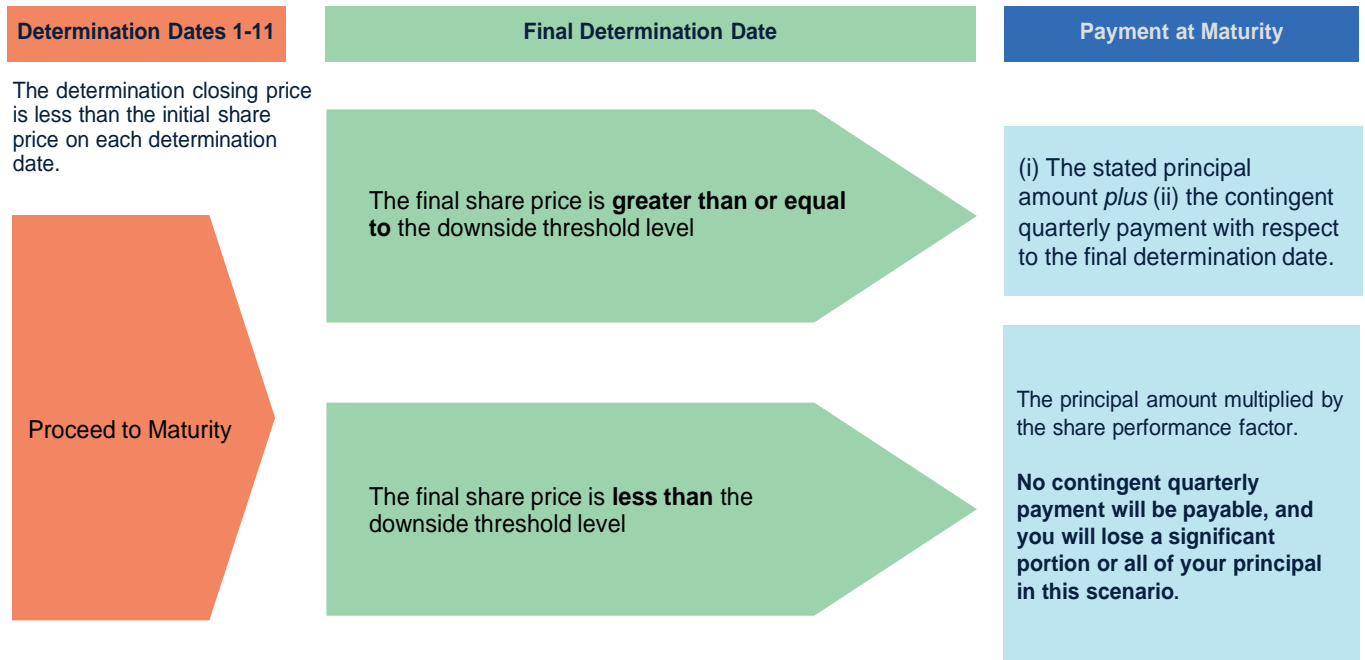 Determination Dates 1-11
Final Determination Date
Payment at Maturity
The determination closing price
is less than the initial share
price on each determination
date.
Proceed to Maturity
The final share price is greater than or equal
to the downside threshold level
(i) The stated principal
amount plus (ii) the contingent
quarterly payment with respect
to the final determination date.
The final share price is less than the
downside threshold level
The principal amount multiplied by
the share performance factor.
No contingent quarterly
payment will be payable, and
you will lose a significant
portion or all of your principal
in this scenario.